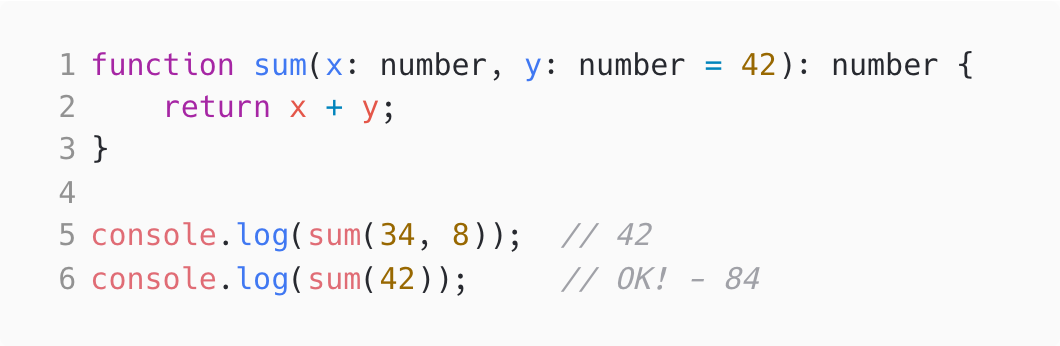 1 function sum(x: number, y: number = 42): number {
2     return x + y;
3 }
4
5 console.log(sum(34, 8));  // 42
6 console.log(sum(42));     // OK! - 84